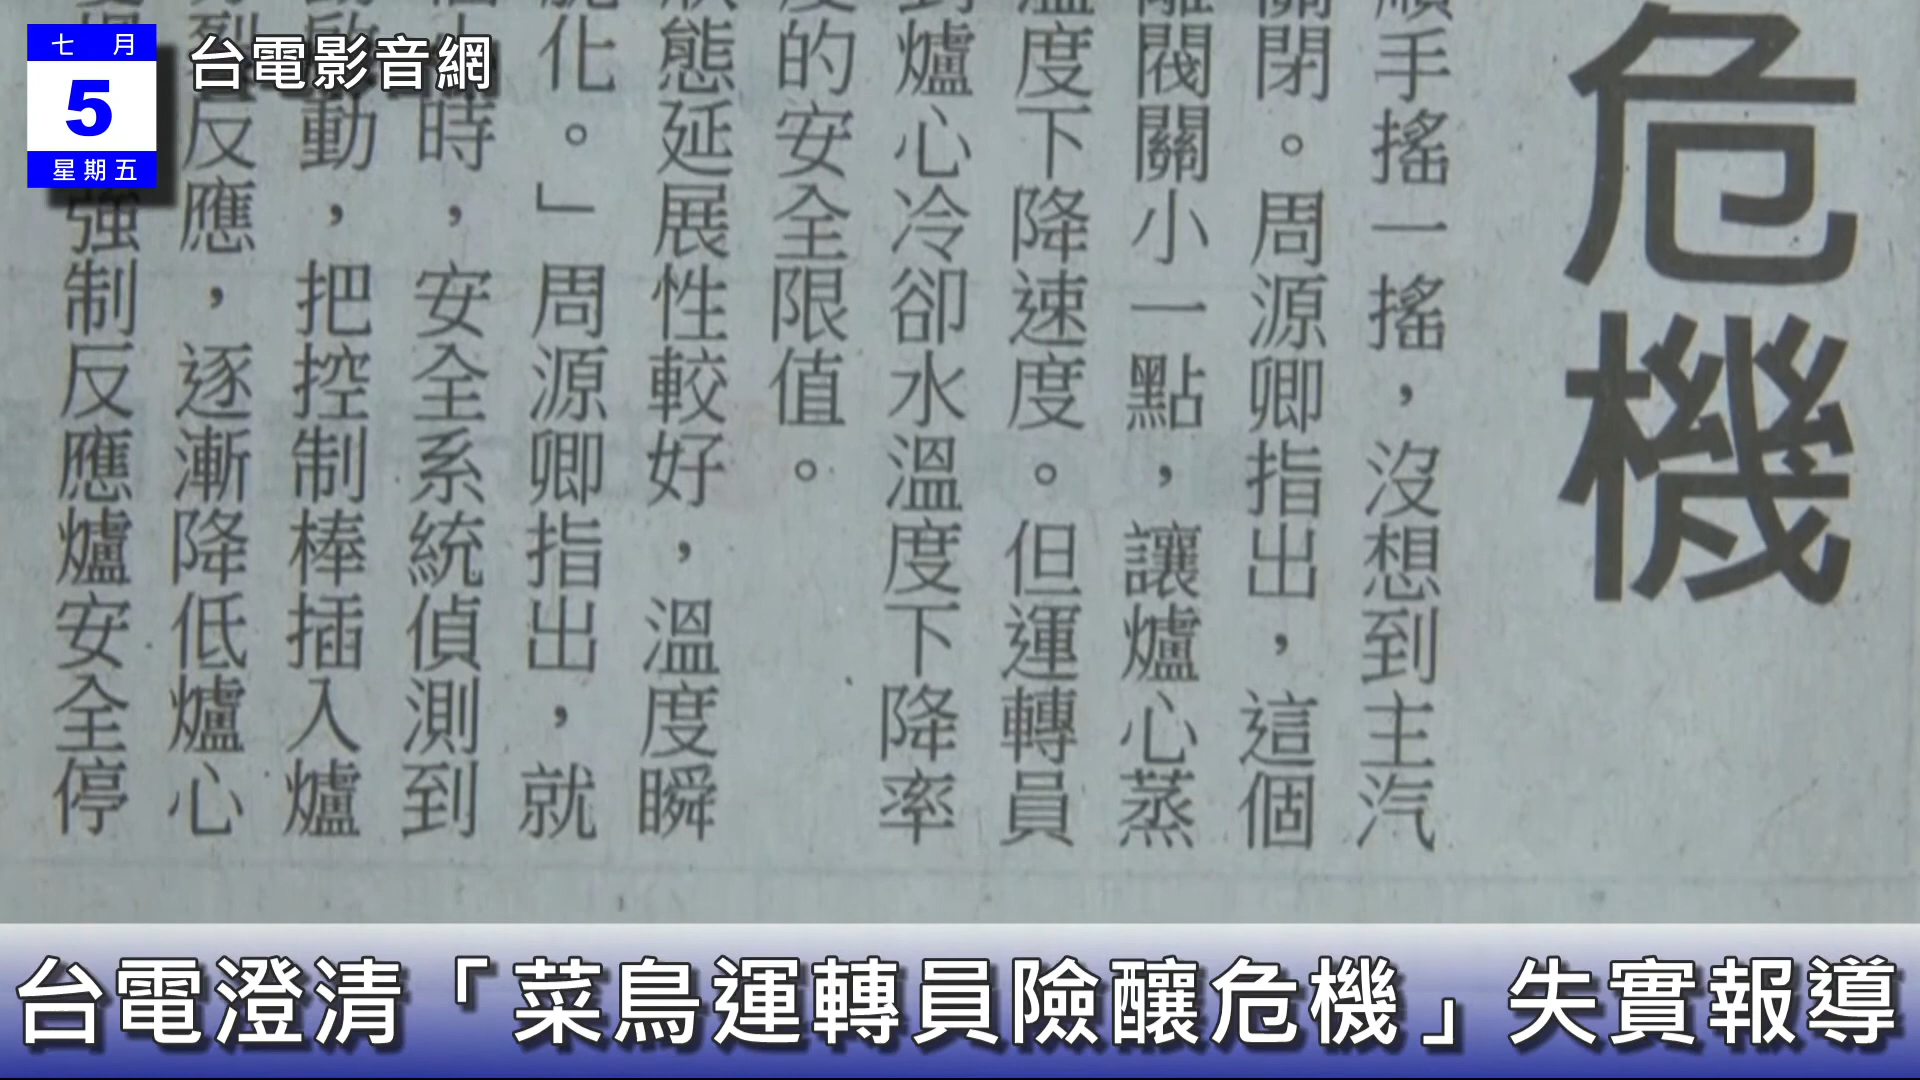 七月
5
星期五
台電影音網
危機
順手搖一搖，沒想到主汽
關閉。周源卿指出，這個
離閥關小一點，讓爐心蒸
溫度下降速度。但運轉員
到爐心冷卻水溫度下降率
度的安全限值。
狀態延展性較好，溫度瞬
脆化。」周源卿指出，就
時，安全系統偵測到
動，把控制棒插入爐
反應，逐漸降低爐心
強制反應爐安全停
台電澄清「菜鳥運轉員險釀危機」失實報導